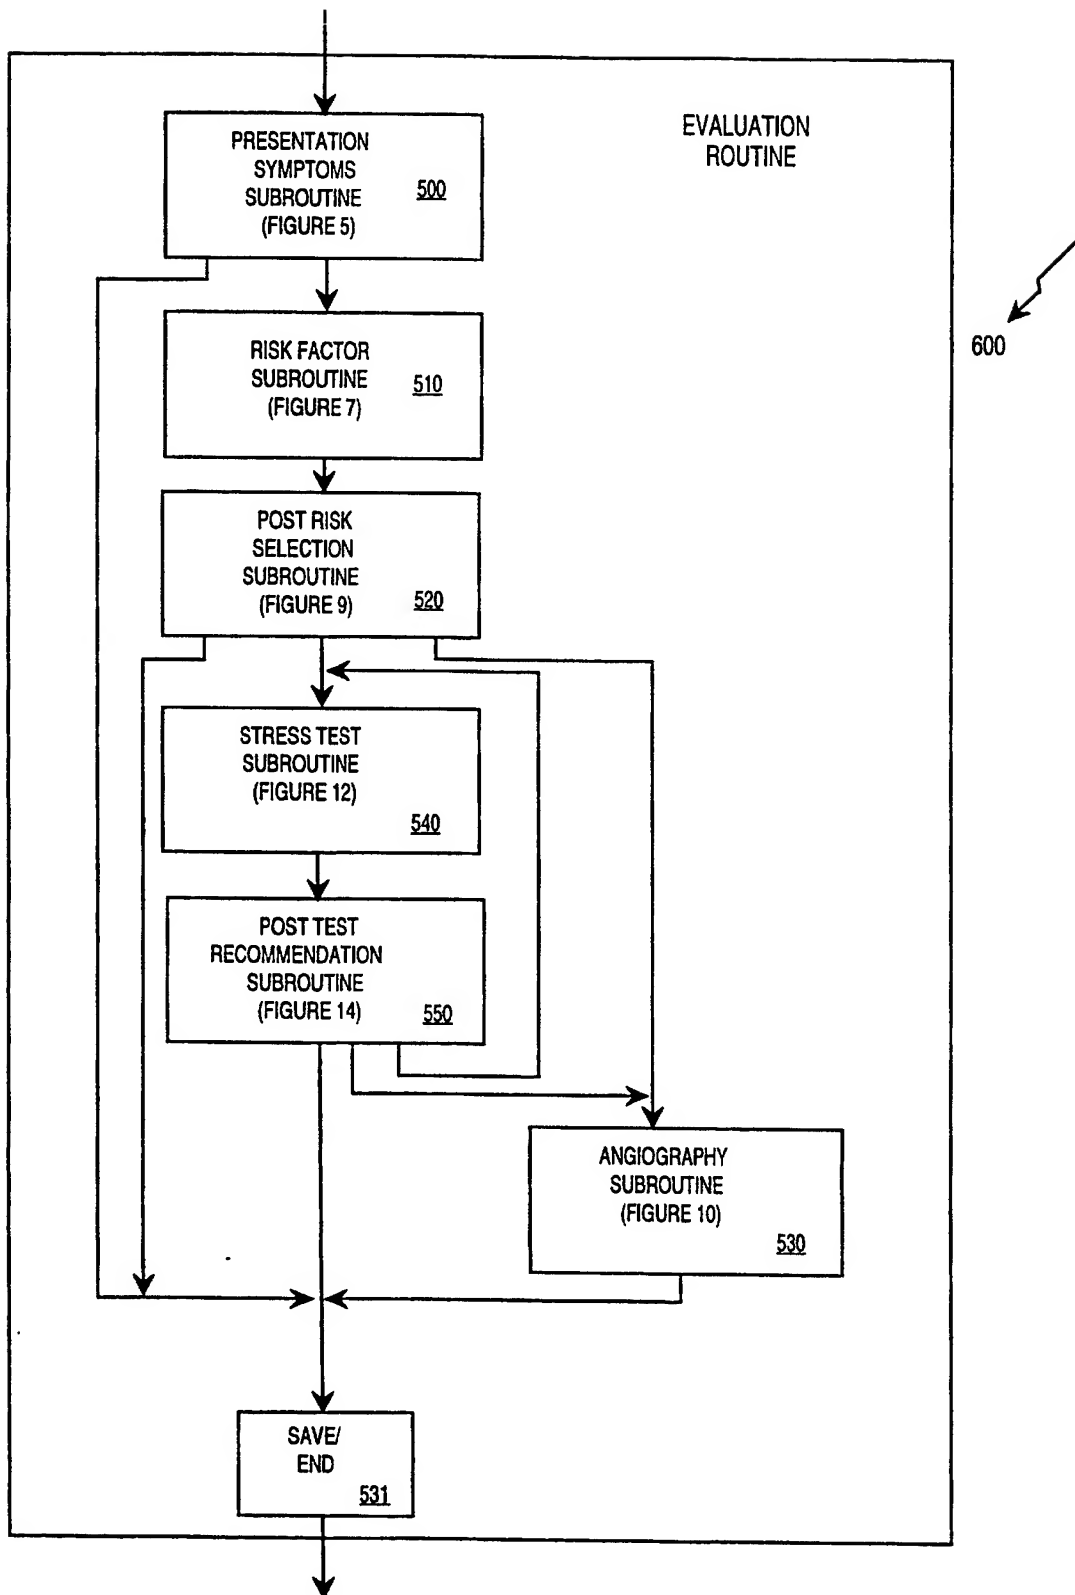 EVALUATION
ROUTINE
PRESENTATION
SYMPTOMS
SUBROUTINE
(FIGURE 5)
500
600
RISK FACTOR
SUBROUTINE
(FIGURE 7)
510
POST RISK
SELECTION
SUBROUTINE
(FIGURE 9)
520
STRESS TEST
SUBROUTINE
(FIGURE 12)
540
POST TEST
RECOMMENDATION
SUBROUTINE
(FIGURE 14)
550
ANGIOGRAPHY
SUBROUTINE
(FIGURE 10)
530
SAVE/
END
531